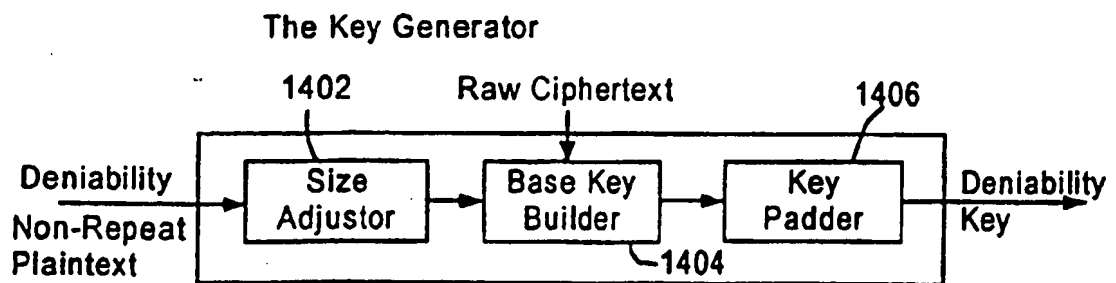 The Key Generator
1402
Raw Ciphertext
1406
Deniability
Non-Repeat
Plaintext
Size
Adjustor
Base Key
Builder
Key
Padder
Deniability
Key
1404